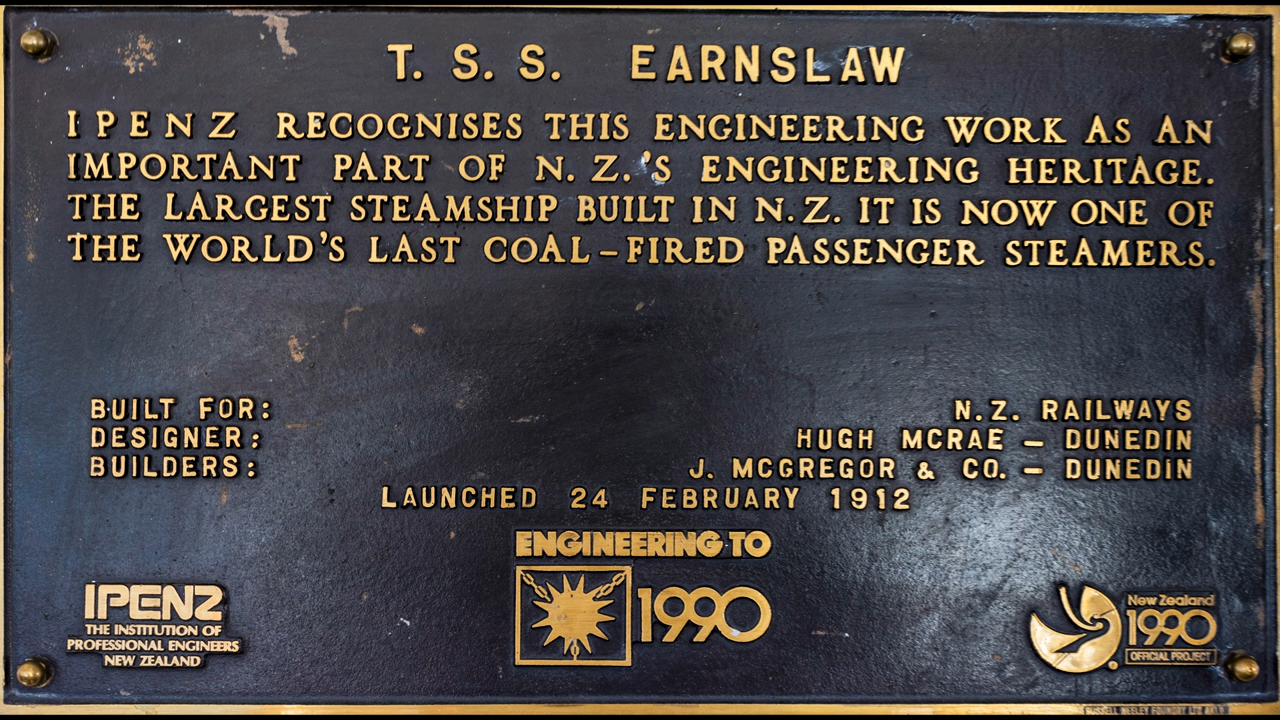 T. S. S. EARNSLAW
IPENZ RECOGNISES THIS ENGINEERING WORK AS AN
IMPORTANT PART OF N. Z.'S ENGINEERING HERITAGE.
THE LARGEST STEAMSHIP BUILT IN N.Z. IT IS NOW ONE OF
THE WORLD'S LAST COAL-FIRED PASSENGER STEAMERS.
BUILT FOR: N.Z. RAILWAYS
DESIGNER: HUGH MCRAE - DUNEDIN
BUILDERS: J. MCGREGOR & CO. - DUNEDIN
LAUNCHED 24 FEBRUARY 1912
ENGINEERING TO
1990
IPENZ
THE INSTITUTION OF
PROFESSIONAL ENGINEERS
NEW ZEALAND
New Zealand
1990
OFFICIAL PROJECT
FOUNDRY LTD